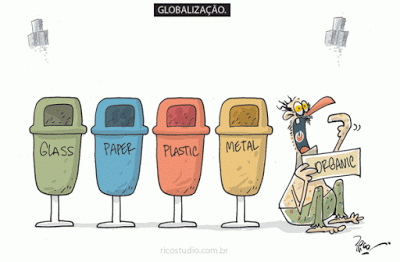 GLOBALIZAÇÃO.
GLASS
PAPER
PLASTIC
METAL
ORGANIC
ricostudio.com.br